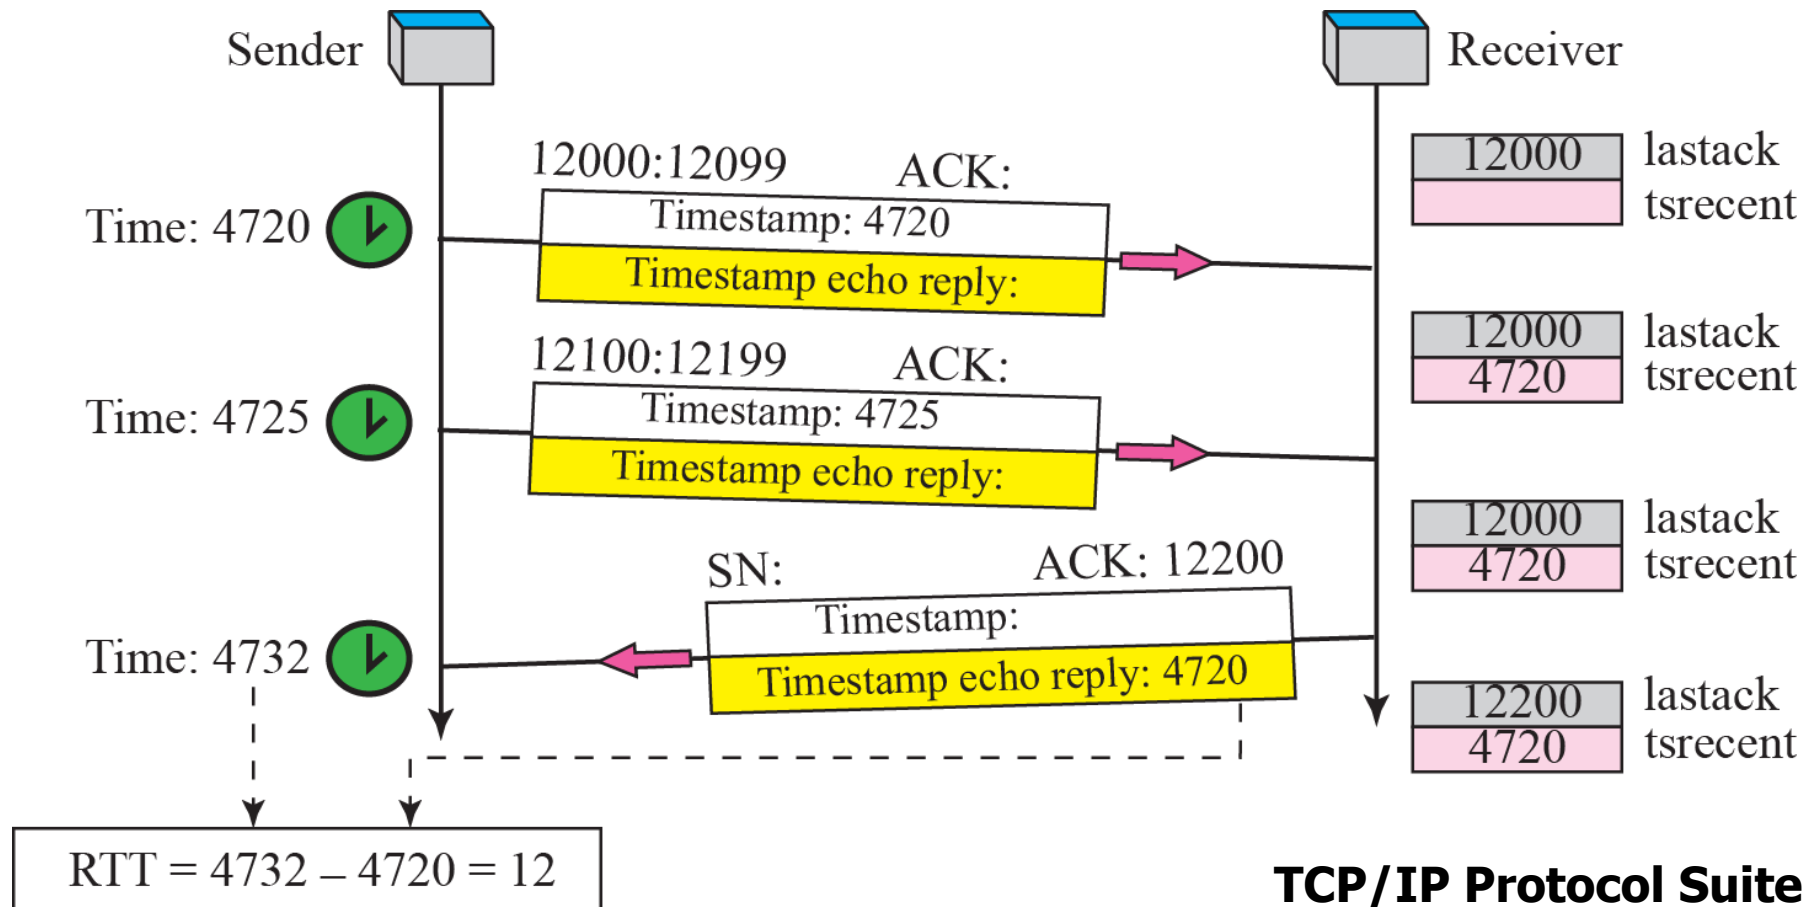 Sender
Receiver
12000:12099 ACK:
Timestamp: 4720
Timestamp echo reply:
Time: 4720
12000 lastack
tsrecent
12100:12199 ACK:
Timestamp: 4725
Timestamp echo reply:
Time: 4725
12000 lastack
4720 tsrecent
SN: ACK: 12200
Timestamp:
Timestamp echo reply: 4720
Time: 4732
12000 lastack
4720 tsrecent
12200 lastack
4720 tsrecent
RTT = 4732 – 4720 = 12
TCP/IP Protocol Suite